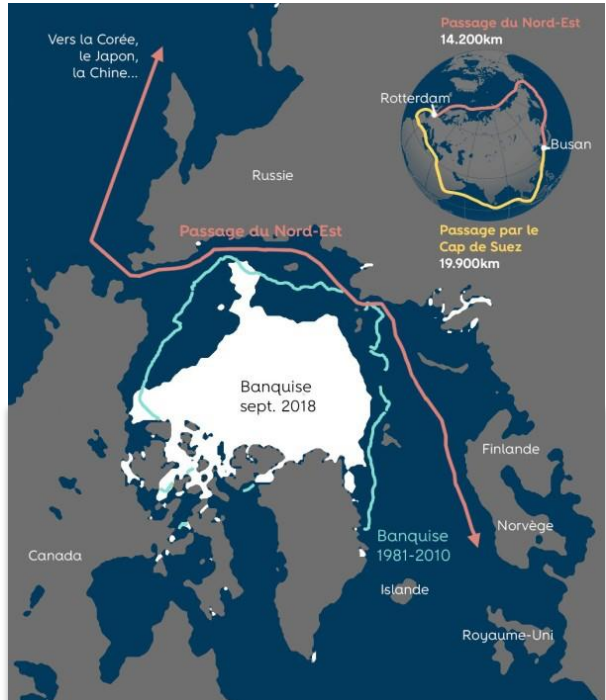 Vers la Corée,
le Japon,
la Chine...
Passage du Nord-Est
14.200km
Rotterdam
Busan
Russie
Passage du Nord-Est
Passage par le
Cap de Suez
19.900km
Banquise
sept. 2018
Finlande
Norvège
Banquise
1981-2010
Canada
Islande
Royaume-Uni